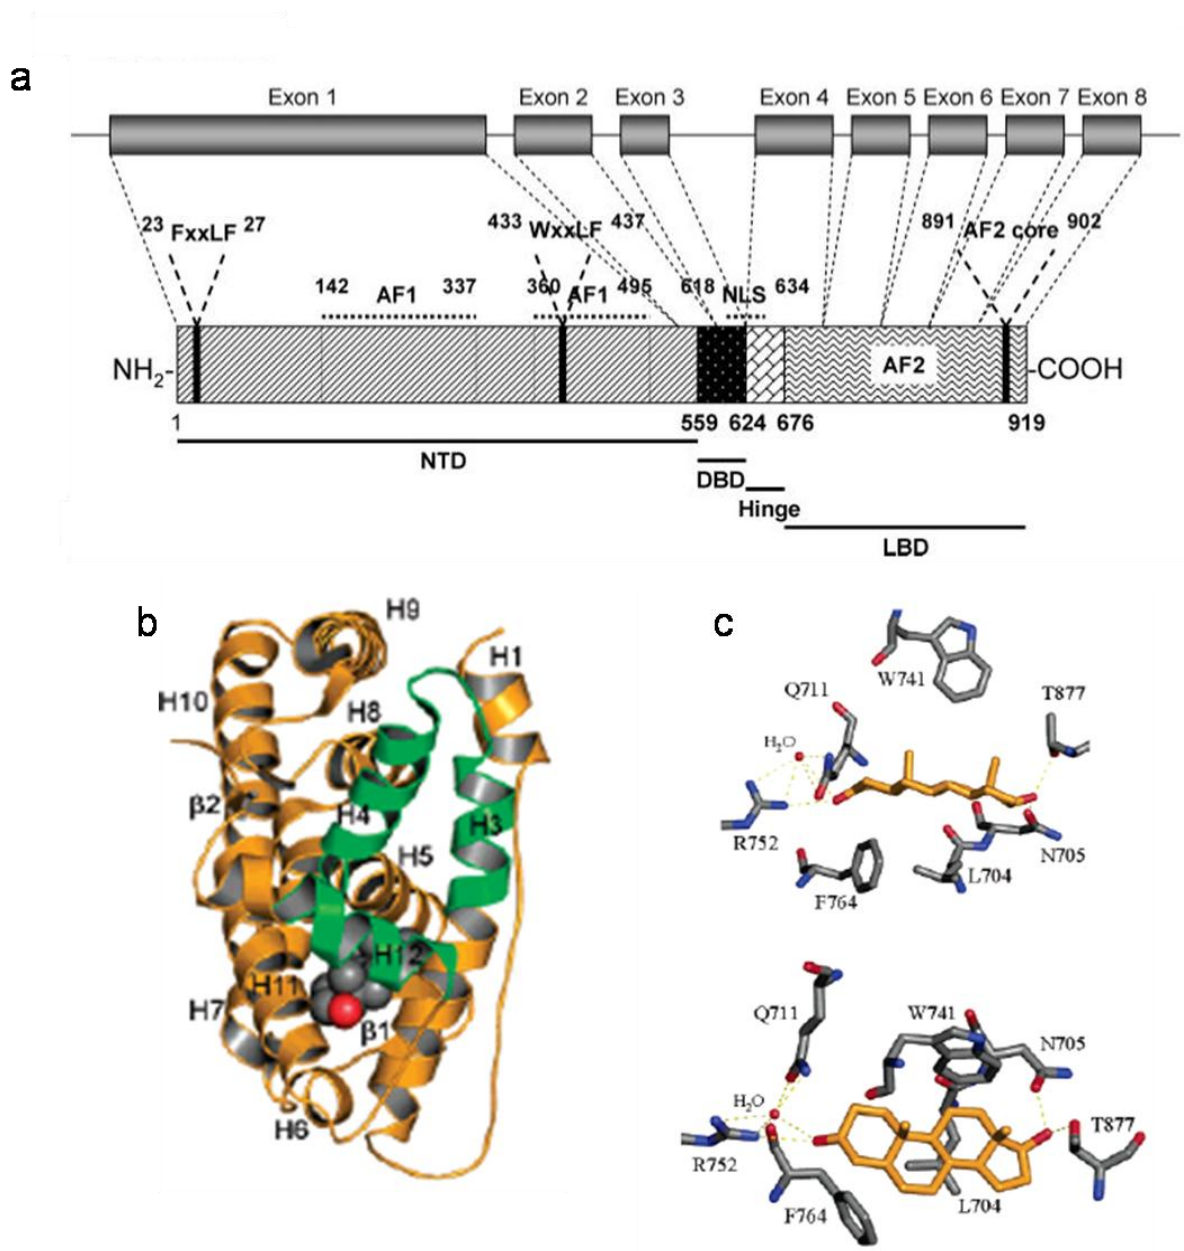 a
Exon 1 Exon 2 Exon 3 Exon 4 Exon 5 Exon 6 Exon 7 Exon 8
23 FxxLF 27 433 WxxLF 437 891 AF2 core 902
142 AF1 337 360 AF1 495 618 NLS 634
NH2- AF2 -COOH
1 559 624 676 919
NTD
DBD
Hinge
LBD
b
H9
H1
H10
H8
β2
H4
H3
H5
H12
H11
H7
β1
H6
c
W741
Q711
T877
H2O
R752
N705
L704
F764
Q711
W741
N705
H2O
T877
R752
L704
F764